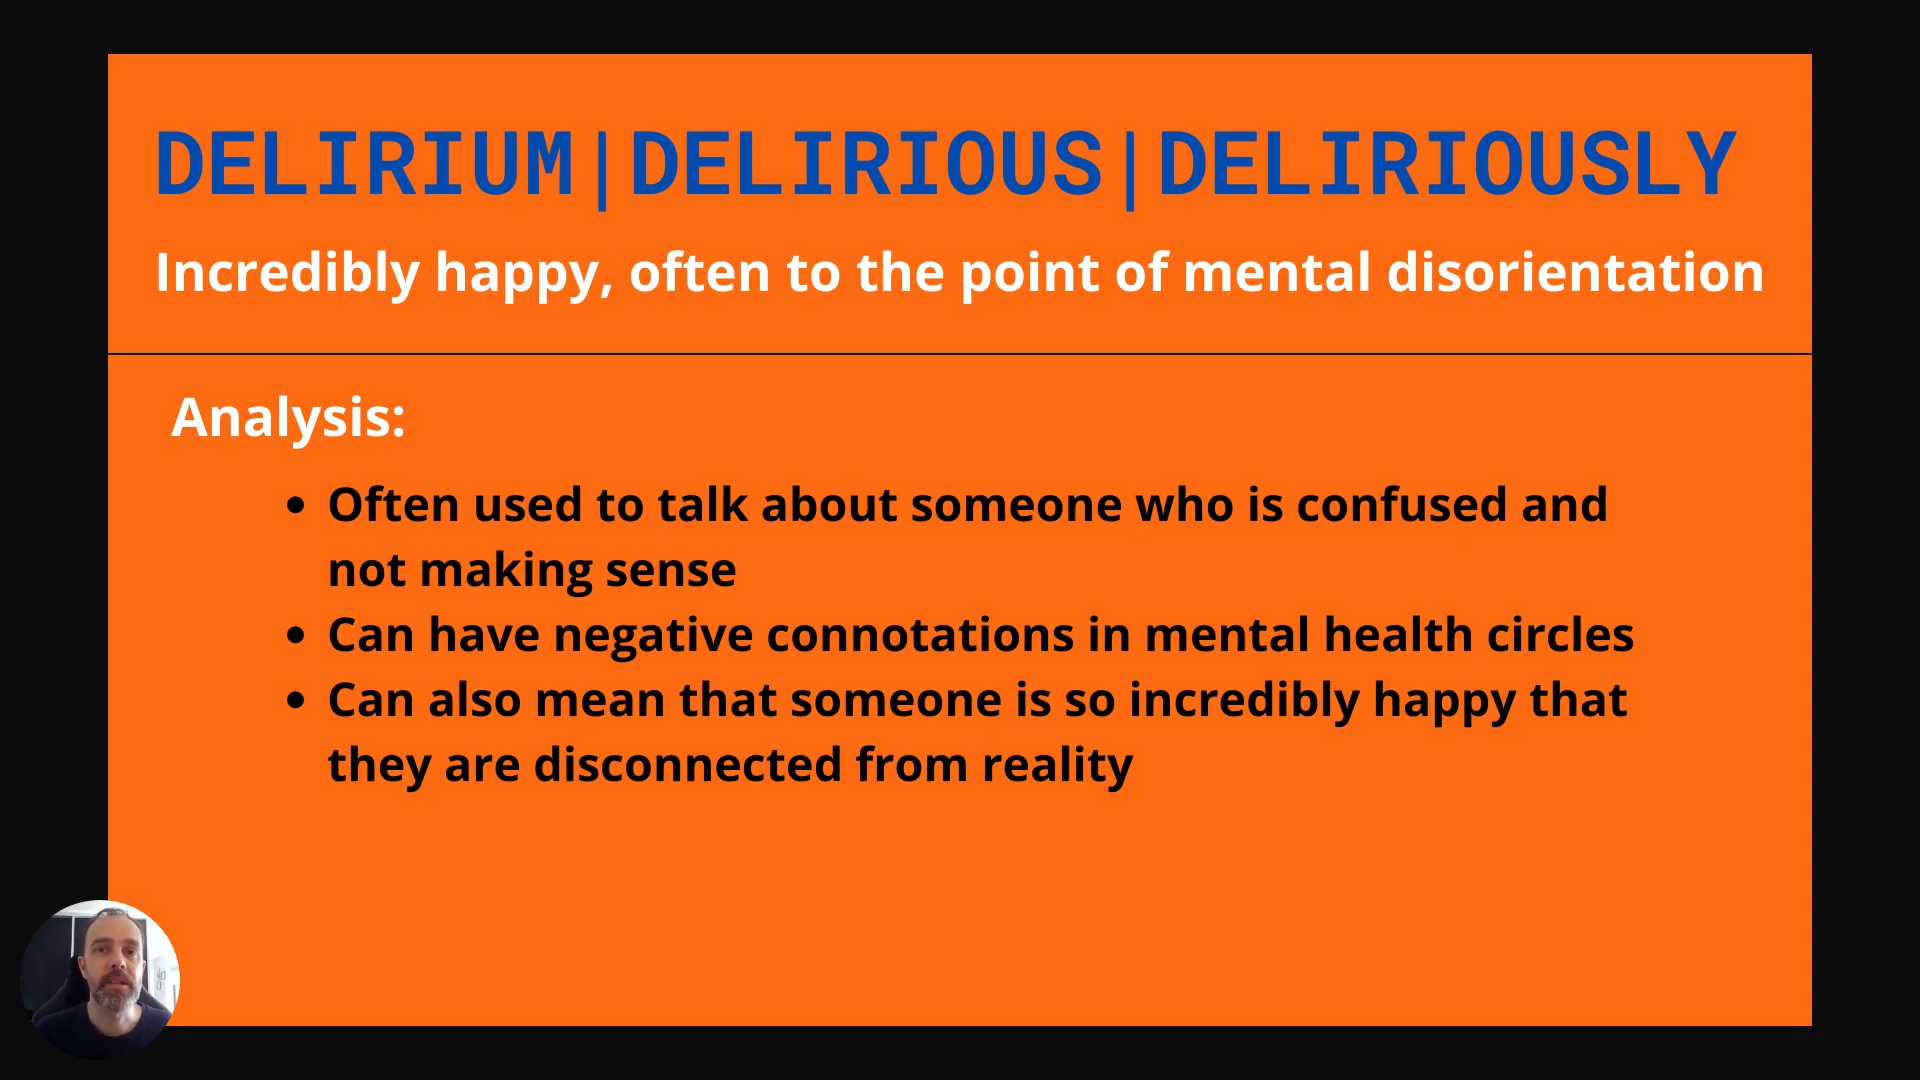 DELIRIUM|DELIRIOUS|DELIRIOUSLY
Incredibly happy, often to the point of mental disorientation
Analysis:
• Often used to talk about someone who is confused and
not making sense
• Can have negative connotations in mental health circles
• Can also mean that someone is so incredibly happy that
they are disconnected from reality